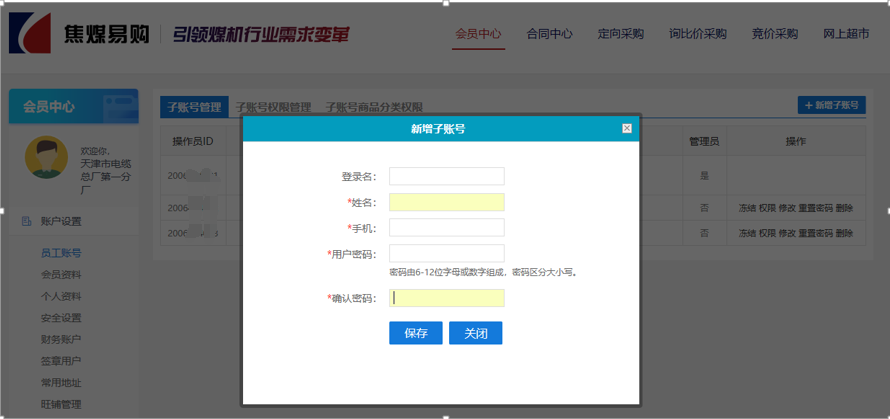 焦煤易购 引领煤机行业需求变革
会员中心 合同中心 定向采购 询比价采购 竞价采购 网上超市
会员中心
子账号管理 子账号权限管理 子账号商品分类权限
+ 新增子账号
欢迎你，
天津市电缆
总厂第一分
厂
账户设置
员工账号
会员资料
个人资料
安全设置
财务账户
签章用户
常用地址
旺铺管理
操作员ID 管理员 操作
是
否 冻结 权限 修改 重置密码 删除
否 冻结 权限 修改 重置密码 删除
新增子账号
登录名：
*姓名：
*手机：
*用户密码：
密码由6-12位字母或数字组成，密码区分大小写。
*确认密码：
保存 关闭